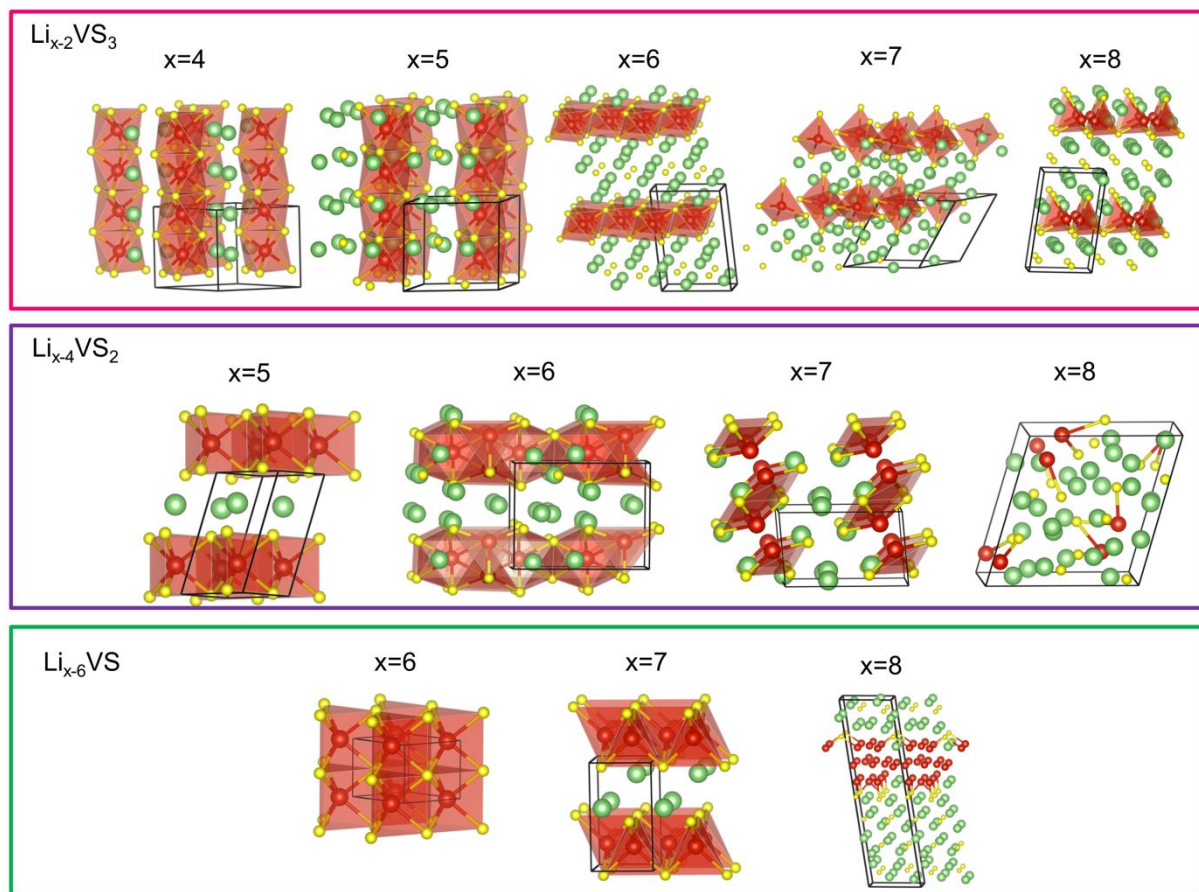 Liₓ₋₂VS₃
x=4 x=5 x=6 x=7 x=8
Liₓ₋₄VS₂
x=5 x=6 x=7 x=8
Liₓ₋₆VS
x=6 x=7 x=8